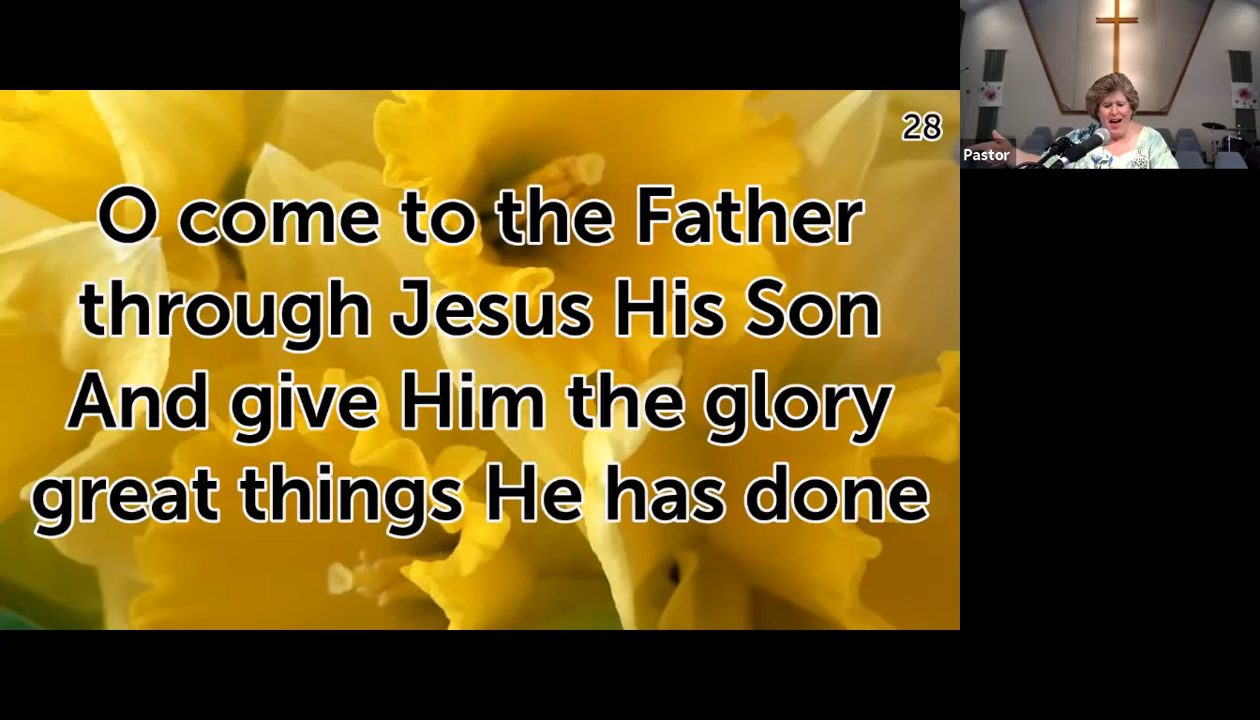 28
O come to the Father
through Jesus His Son
And give Him the glory
great things He has done
Pastor